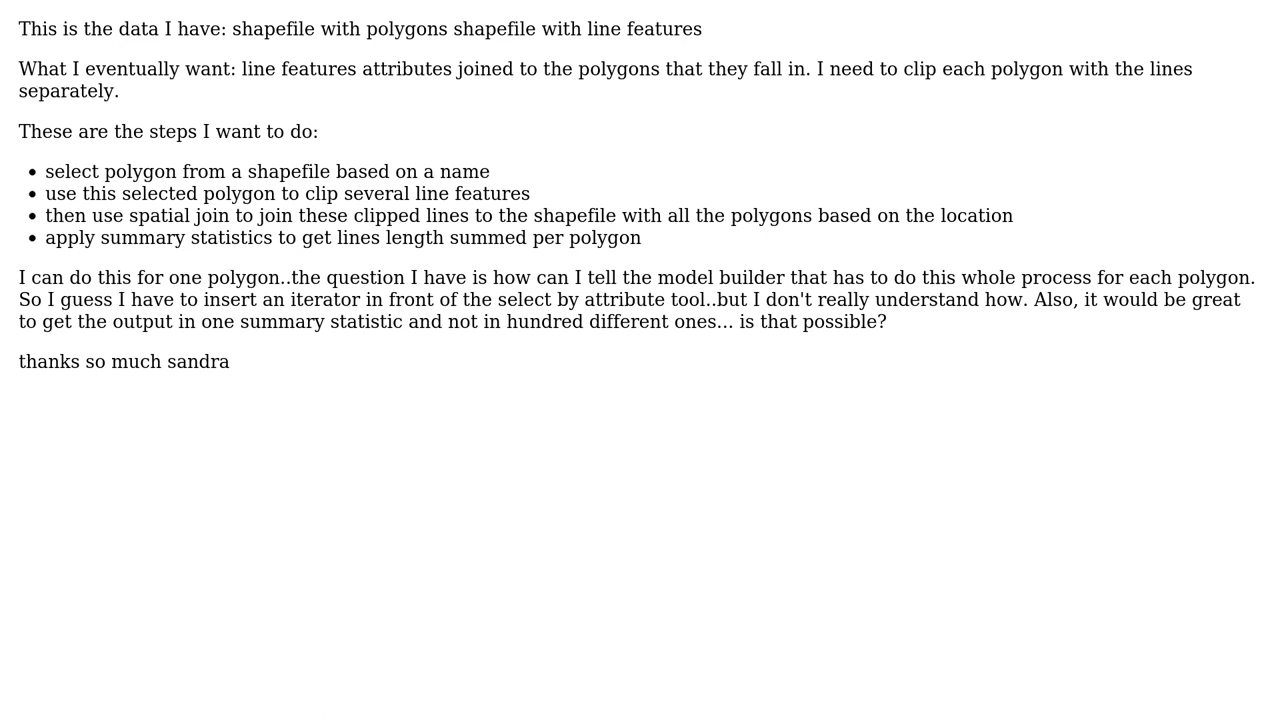 This is the data I have: shapefile with polygons shapefile with line features
What I eventually want: line features attributes joined to the polygons that they fall in. I need to clip each polygon with the lines
separately.
These are the steps I want to do:
• select polygon from a shapefile based on a name
• use this selected polygon to clip several line features
• then use spatial join to join these clipped lines to the shapefile with all the polygons based on the location
• apply summary statistics to get lines length summed per polygon
I can do this for one polygon..the question I have is how can I tell the model builder that has to do this whole process for each polygon.
So I guess I have to insert an iterator in front of the select by attribute tool..but I don't really understand how. Also, it would be great
to get the output in one summary statistic and not in hundred different ones... is that possible?
thanks so much sandra